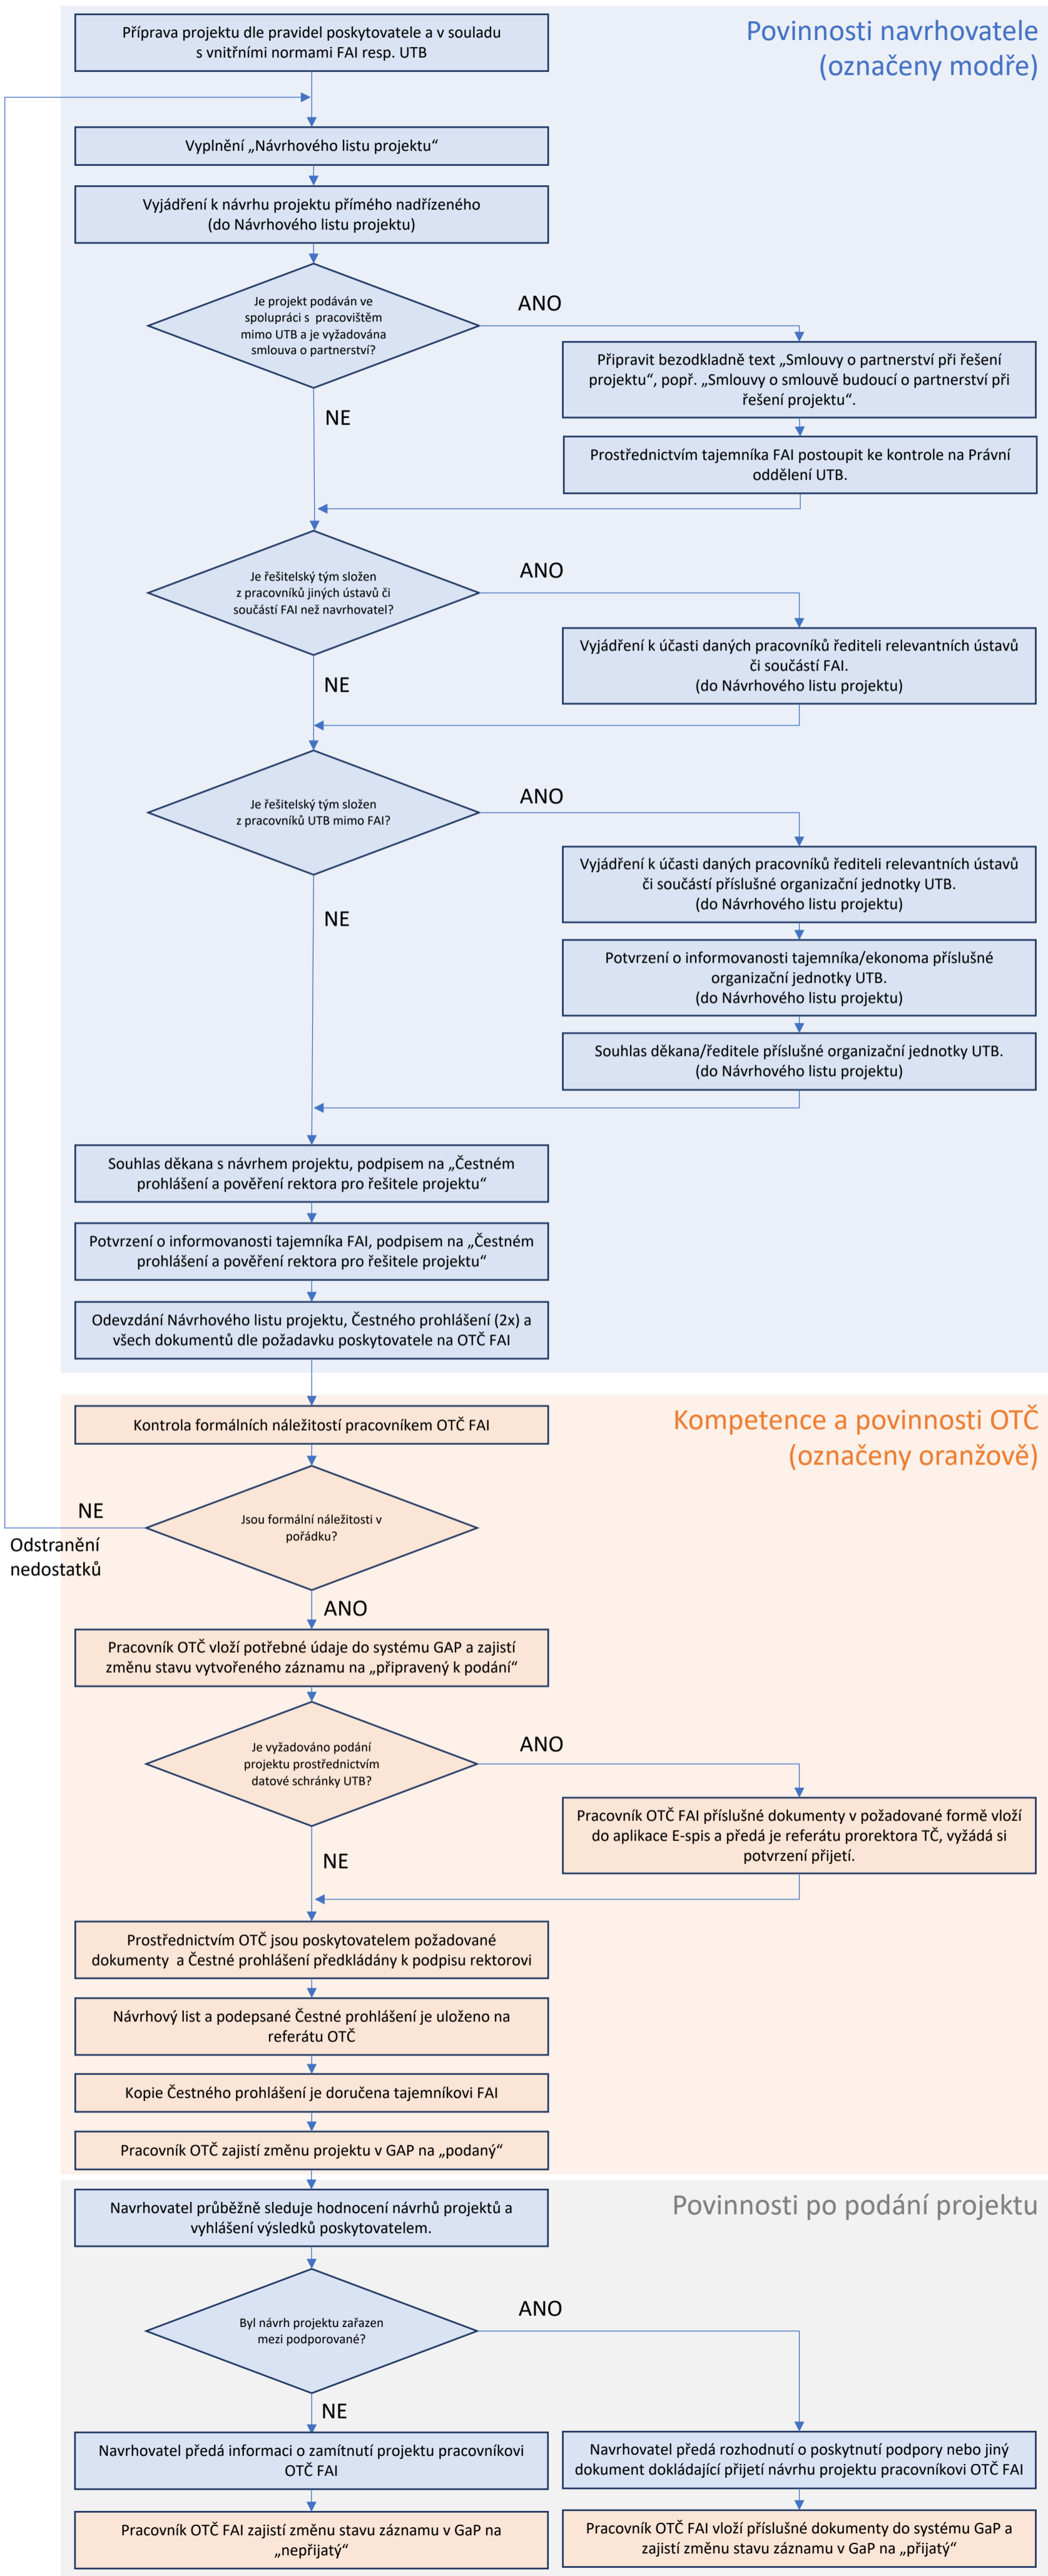 Povinnosti navrhovatele
(označeny modře)
Příprava projektu dle pravidel poskytovatele a v souladu
s vnitřními normami FAI resp. UTB
Vyplnění „Návrhového listu projektu“
Vyjádření k návrhu projektu přímého nadřízeného
(do Návrhového listu projektu)
Je projekt podáván ve
spolupráci s pracovištěm
mimo UTB a je vyžadována
smlouva o partnerství?
ANO
Připravit bezodkladně text „Smlouvy o partnerství při řešení
projektu“, popř. „Smlouvy o smlouvě budoucí o partnerství při
řešení projektu“.
NE
Prostřednictvím tajemníka FAI postoupit ke kontrole na Právní
oddělení UTB.
Je řešitelský tým složen
z pracovníků jiných ústavů či
součástí FAI než navrhovatel?
ANO
Vyjádření k účasti daných pracovníků řediteli relevantních ústavů
či součástí FAI.
(do Návrhového listu projektu)
NE
Je řešitelský tým složen
z pracovníků UTB mimo FAI?
ANO
Vyjádření k účasti daných pracovníků řediteli relevantních ústavů
či součástí příslušné organizační jednotky UTB.
(do Návrhového listu projektu)
NE
Potvrzení o informovanosti tajemníka/ekonoma příslušné
organizační jednotky UTB.
(do Návrhového listu projektu)
Souhlas děkana/ředitele příslušné organizační jednotky UTB.
(do Návrhového listu projektu)
Souhlas děkana s návrhem projektu, podpisem na „Čestném
prohlášení a pověření rektora pro řešitele projektu“
Potvrzení o informovanosti tajemníka FAI, podpisem na „Čestném
prohlášení a pověření rektora pro řešitele projektu“
Odevzdání Návrhového listu projektu, Čestného prohlášení (2x) a
všech dokumentů dle požadavku poskytovatele na OTČ FAI
Kompetence a povinnosti OTČ
(označeny oranžově)
Kontrola formálních náležitostí pracovníkem OTČ FAI
Jsou formální náležitosti v
pořádku?
NE
Odstranění
nedostatků
ANO
Pracovník OTČ vloží potřebné údaje do systému GAP a zajistí
změnu stavu vytvořeného záznamu na „připravený k podání“
Je vyžadováno podání
projektu prostřednictvím
datové schránky UTB?
ANO
Pracovník OTČ FAI příslušné dokumenty v požadované formě vloží
do aplikace E-spis a předá je referátu prorektora TČ, vyžádá si
potvrzení přijetí.
NE
Prostřednictvím OTČ jsou poskytovatelem požadované
dokumenty a Čestné prohlášení předkládány k podpisu rektorovi
Návrhový list a podepsané Čestné prohlášení je uloženo na
referátu OTČ
Kopie Čestného prohlášení je doručena tajemníkovi FAI
Pracovník OTČ zajistí změnu projektu v GAP na „podaný“
Povinnosti po podání projektu
Navrhovatel průběžně sleduje hodnocení návrhů projektů a
vyhlášení výsledků poskytovatelem.
Byl návrh projektu zařazen
mezi podporované?
ANO
NE
Navrhovatel předá informaci o zamítnutí projektu pracovníkovi
OTČ FAI
Navrhovatel předá rozhodnutí o poskytnutí podpory nebo jiný
dokument dokládající přijetí návrhu projektu pracovníkovi OTČ FAI
Pracovník OTČ FAI zajistí změnu stavu záznamu v GaP na
„nepřijatý“
Pracovník OTČ FAI vloží příslušné dokumenty do systému GaP a
zajistí změnu stavu záznamu v GaP na „přijatý“